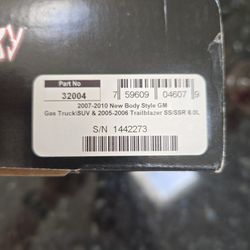 Part No
32004
7 59609 04607 9
2007-2010 New Body Style GM
Gas Truck\SUV & 2005-2006 Trailblazer SS/SSR 6.0L
S/N 1442273